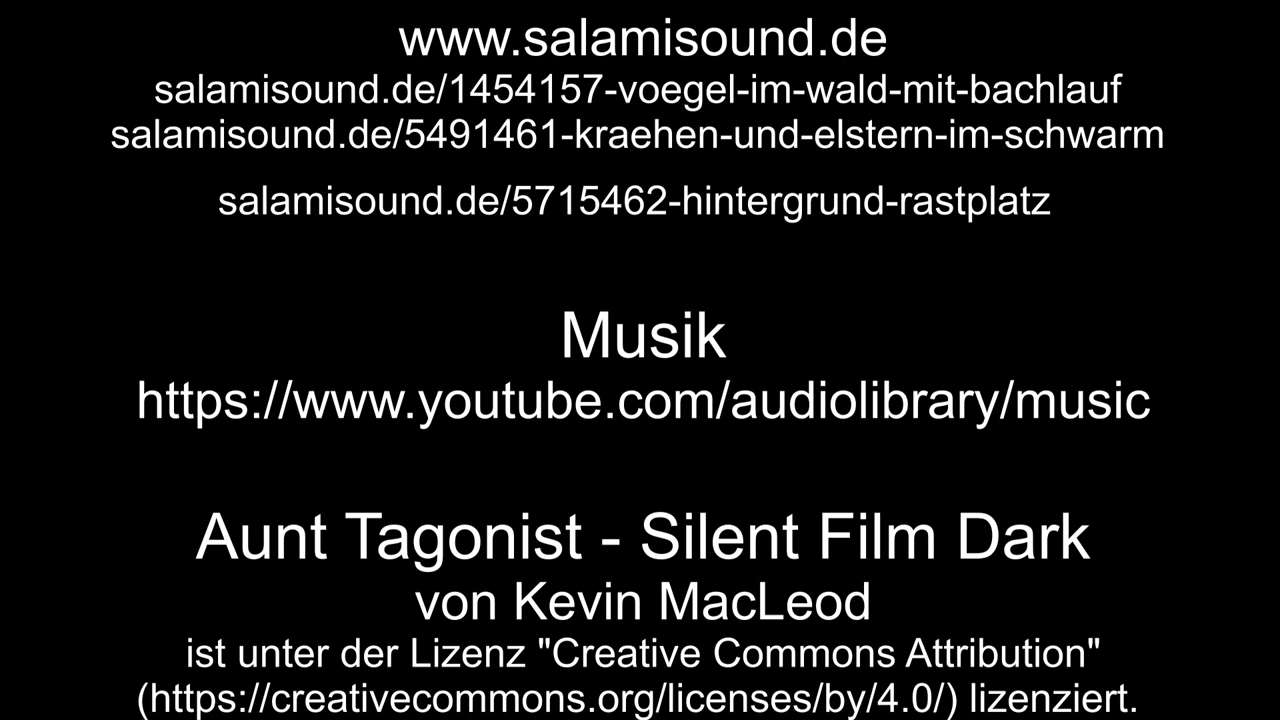 www.salamisound.de
salamisound.de/1454157-voegel-im-wald-mit-bachlauf
salamisound.de/5491461-kraehen-und-elstern-im-schwarm
salamisound.de/5715462-hintergrund-rastplatz
Musik
https://www.youtube.com/audiolibrary/music
Aunt Tagonist - Silent Film Dark
von Kevin MacLeod
ist unter der Lizenz "Creative Commons Attribution"
(https://creativecommons.org/licenses/by/4.0/) lizenziert.